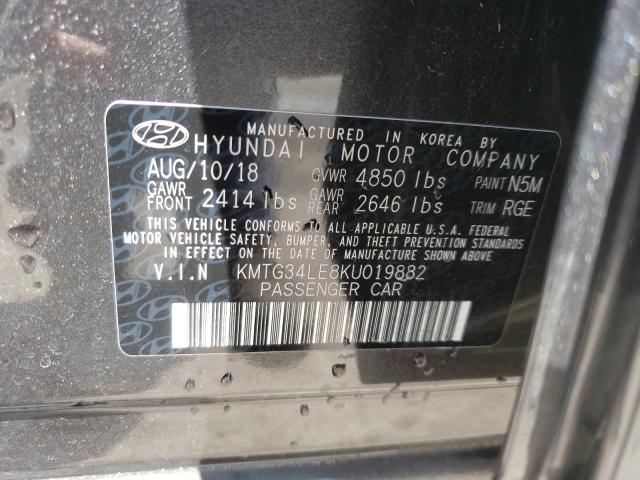 MANUFACTURED IN KOREA BY
HYUNDAI MOTOR COMPANY
AUG/10/18 GVWR 4850 lbs PAINT N5M
GAWR FRONT 2414 lbs GAWR REAR 2646 lbs TRIM RGE
THIS VEHICLE CONFORMS TO ALL APPLICABLE U.S.A. FEDERAL
MOTOR VEHICLE SAFETY, BUMPER, AND THEFT PREVENTION STANDARDS
IN EFFECT ON THE DATE OF MANUFACTURE SHOWN ABOVE.
V.I.N KMTG34LE8KU019882
PASSENGER CAR